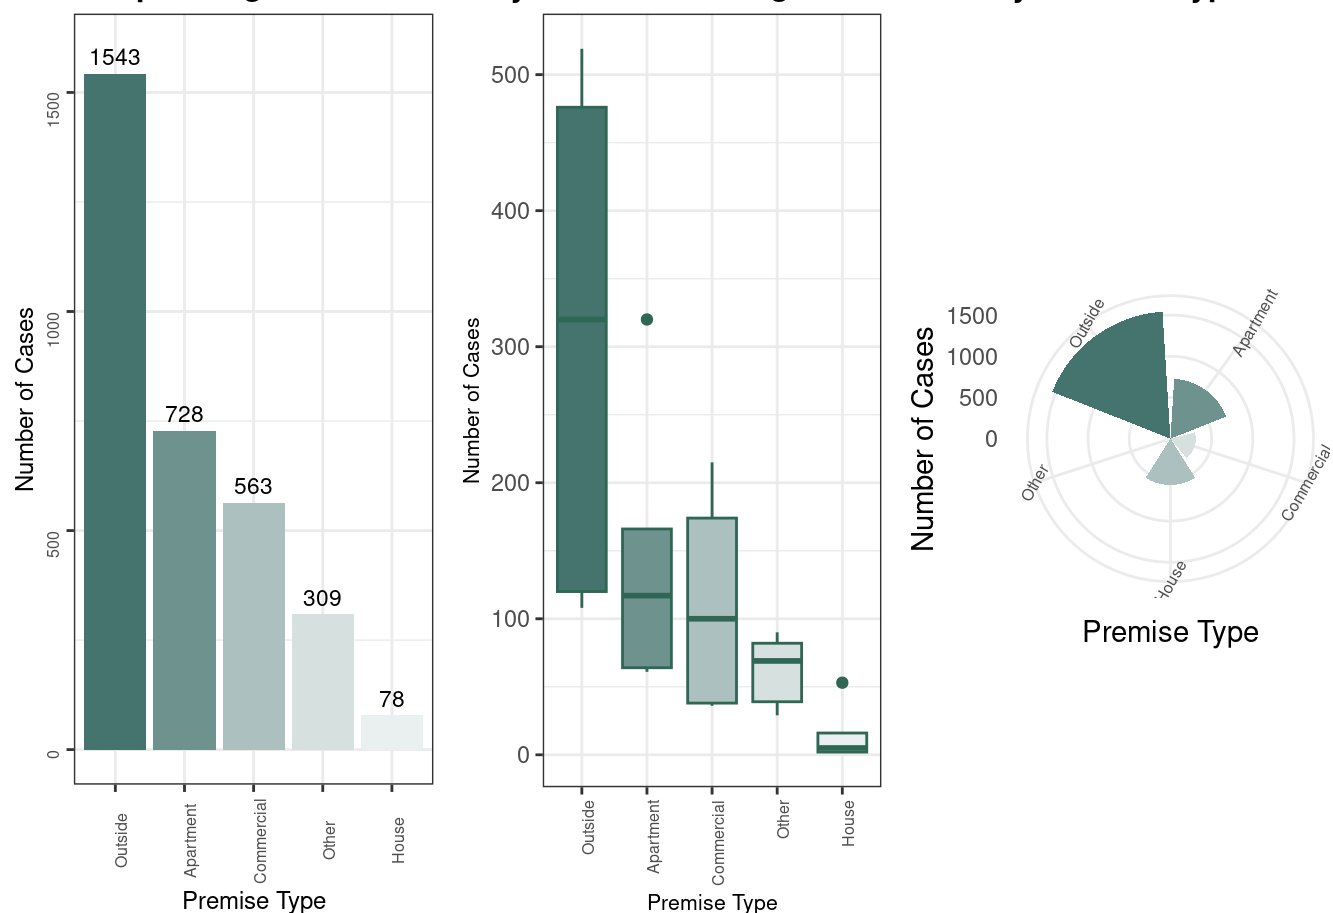 1543
728
563
309
78
1500
1000
500
0
Number of Cases
Outside
Apartment
Commercial
Other
House
Premise Type
500
400
300
200
100
0
Number of Cases
Outside
Apartment
Commercial
Other
House
Premise Type
1500
1000
500
0
Number of Cases
Outside
Apartment
Commercial
House
Other
Premise Type